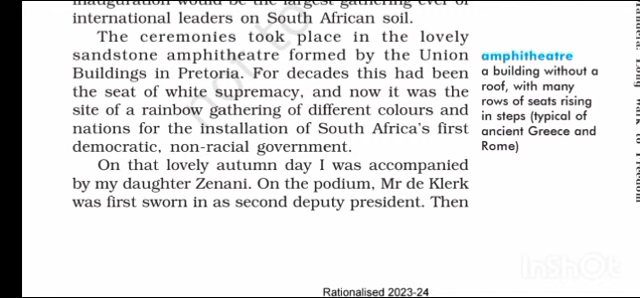 inauguration would be the largest gathering ever of
international leaders on South African soil.
The ceremonies took place in the lovely
sandstone amphitheatre formed by the Union
Buildings in Pretoria. For decades this had been
the seat of white supremacy, and now it was the
site of a rainbow gathering of different colours and
nations for the installation of South Africa's first
democratic, non-racial government.
On that lovely autumn day I was accompanied
by my daughter Zenani. On the podium, Mr de Klerk
was first sworn in as second deputy president. Then
amphitheatre
a building without a
roof, with many
rows of seats rising
in steps (typical of
ancient Greece and
Rome)
Rationalised 2023-24
InShOt